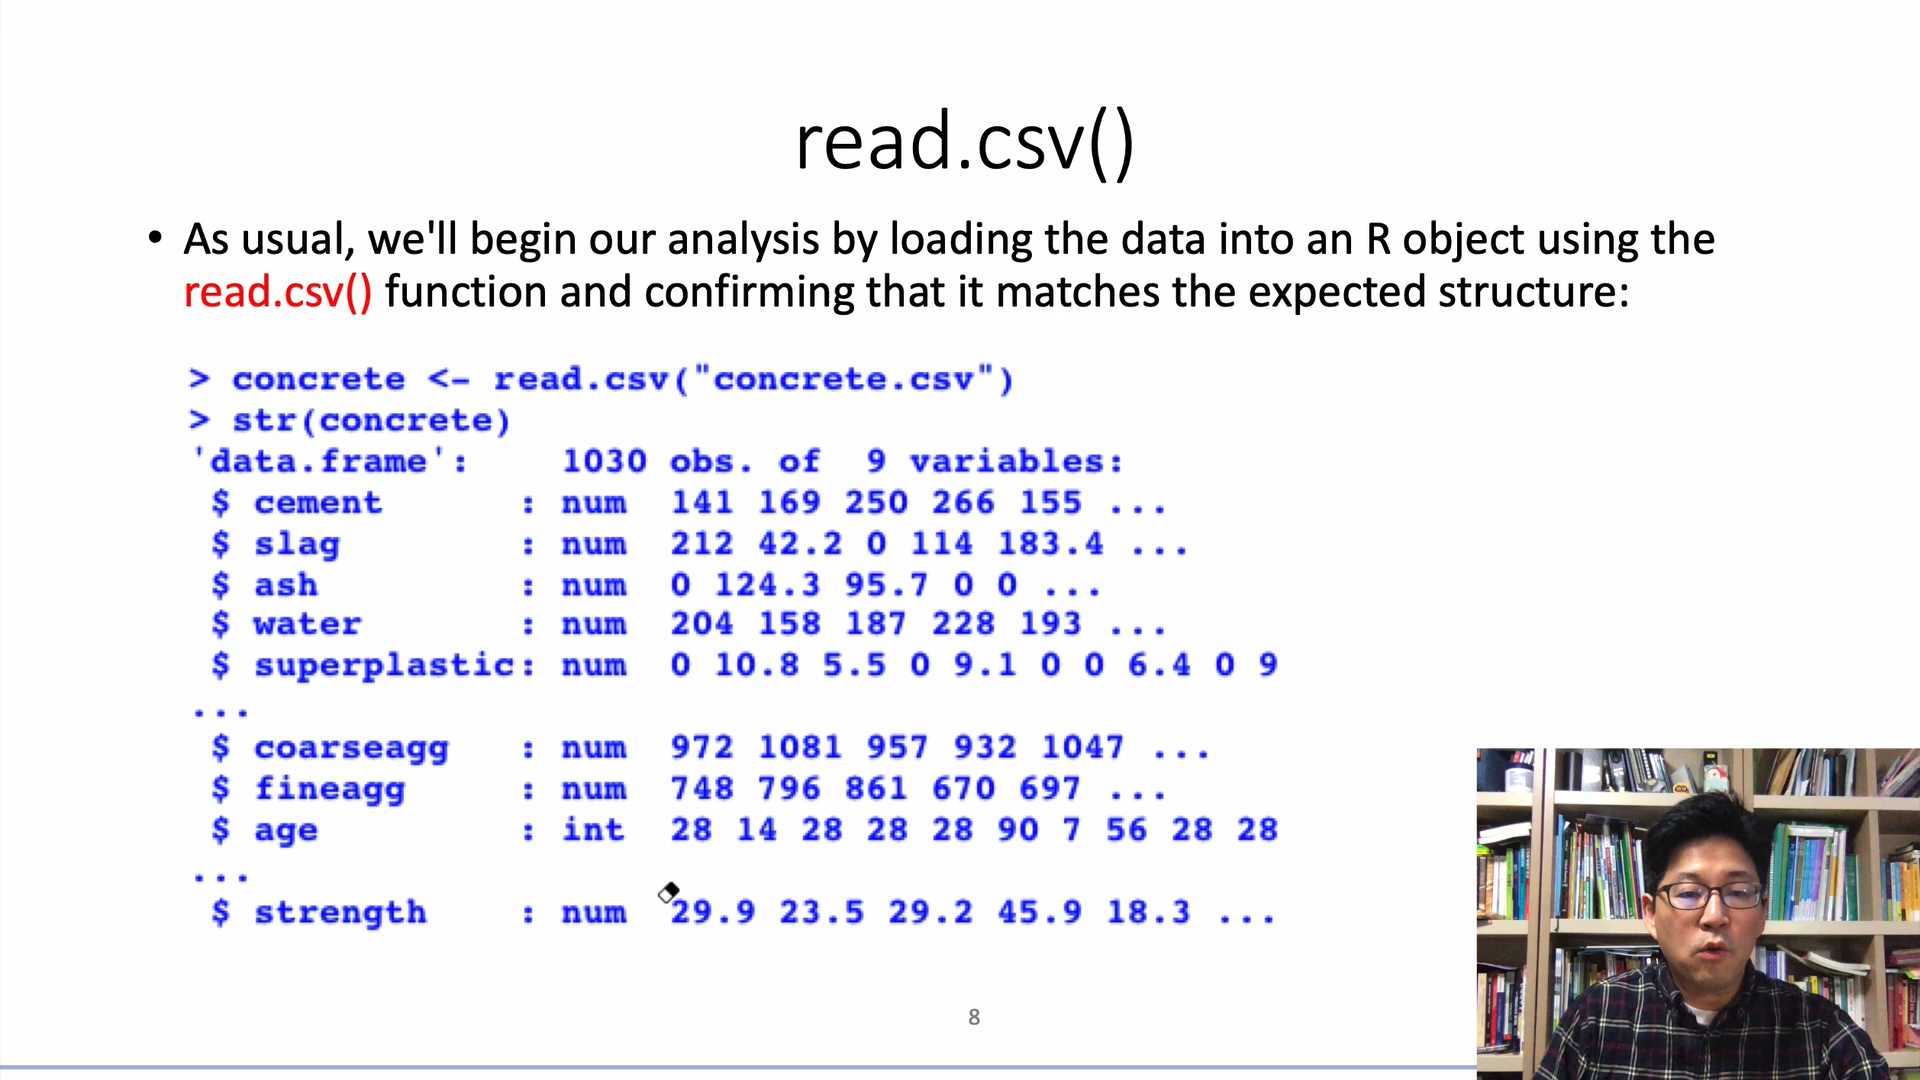 read.csv()
• As usual, we'll begin our analysis by loading the data into an R object using the
read.csv() function and confirming that it matches the expected structure:
> concrete <- read.csv("concrete.csv")
> str(concrete)
'data.frame':    1030 obs. of  9 variables:
 $ cement       : num  141 169 250 266 155 ...
 $ slag         : num  212 42.2 0 114 183.4 ...
 $ ash          : num  0 124.3 95.7 0 0 ...
 $ water        : num  204 158 187 228 193 ...
 $ superplastic: num  0 10.8 5.5 0 9.1 0 0 6.4 0 9
...
 $ coarseagg    : num  972 1081 957 932 1047 ...
 $ fineagg      : num  748 796 861 670 697 ...
 $ age          : int  28 14 28 28 28 90 7 56 28 28
...
 $ strength     : num  29.9 23.5 29.2 45.9 18.3 ...
8